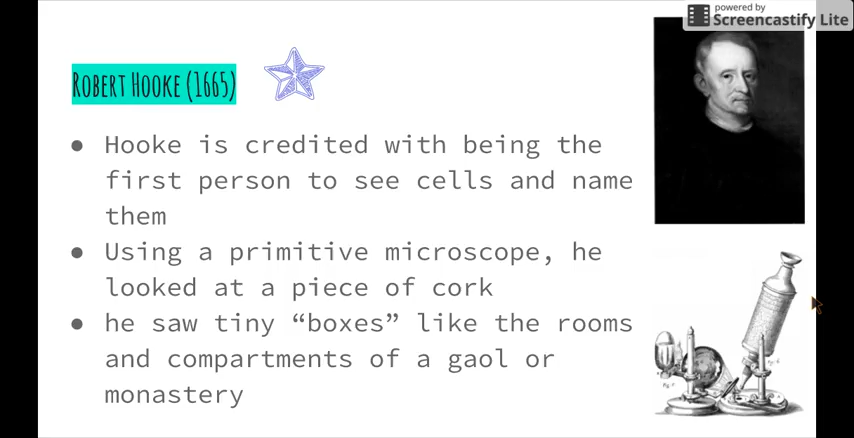 powered by
Screencastify Lite
ROBERT HOOKE (1665)
● Hooke is credited with being the
first person to see cells and name
them
● Using a primitive microscope, he
looked at a piece of cork
● he saw tiny “boxes” like the rooms
and compartments of a gaol or
monastery